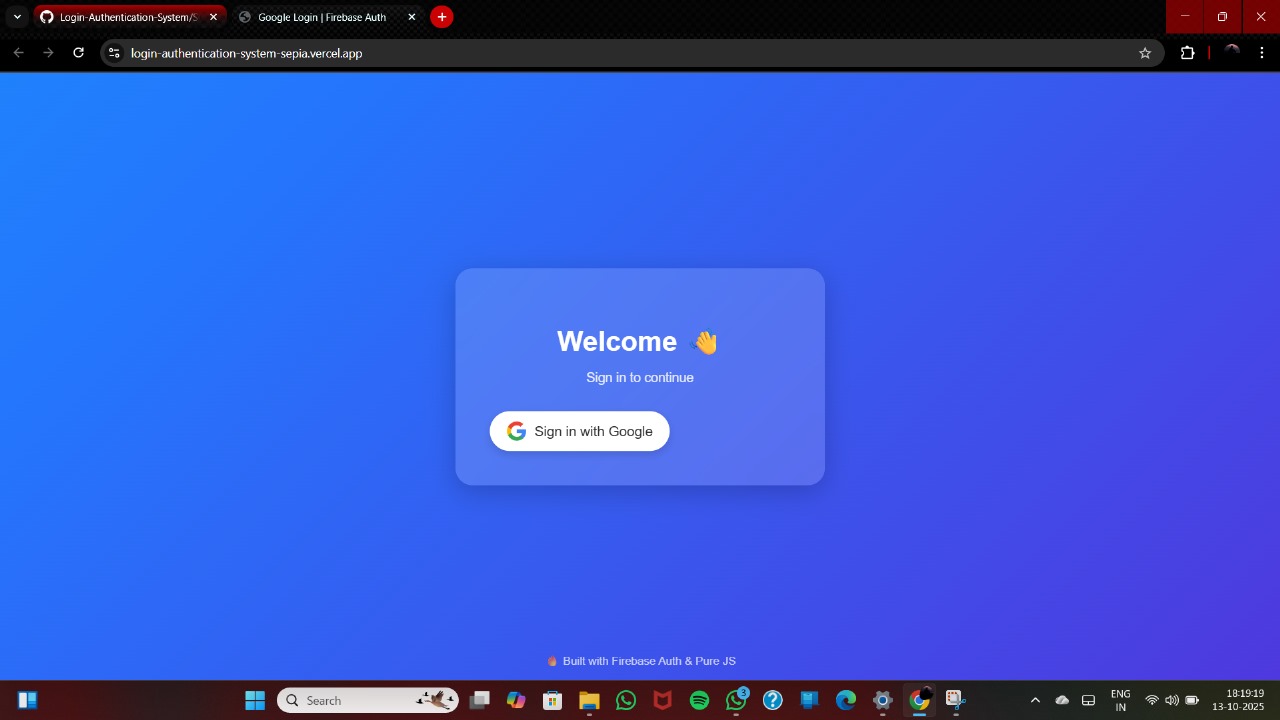 Login-Authentication-System/S
Google Login | Firebase Auth
login-authentication-system-sepia.vercel.app
Welcome 👋
Sign in to continue
Sign in with Google
🔥 Built with Firebase Auth & Pure JS
Search
3
ENG
IN
18:19:19
13-10-2025